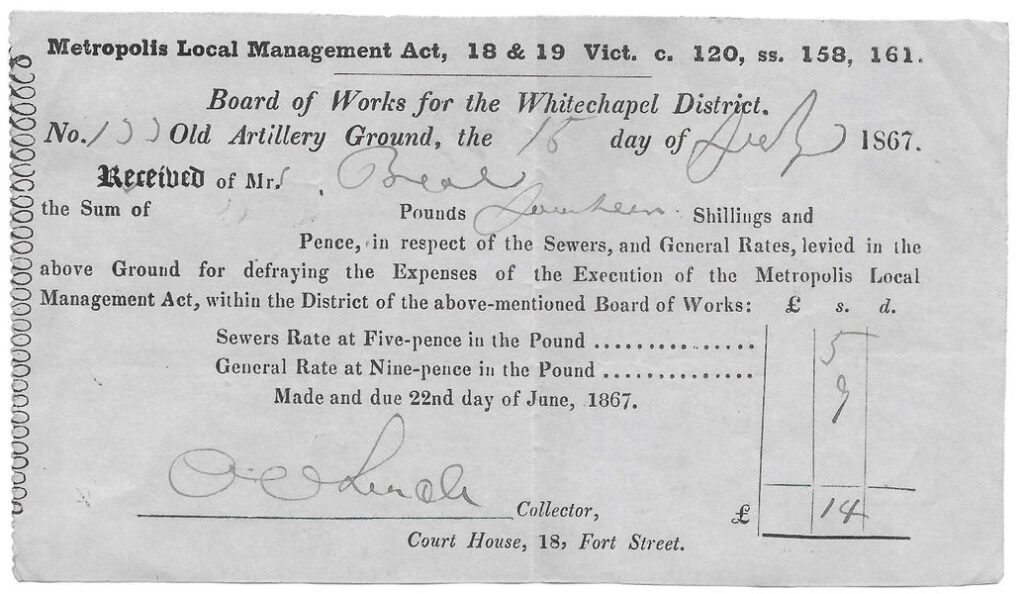 Metropolis Local Management Act, 18 & 19 Vict. c. 120, ss. 158, 161.
Board of Works for the Whitechapel District.
No. 133 Old Artillery Ground, the 15 day of July 1867.
Received of Mr. Beal
the Sum of Pounds fourteen Shillings and
Pence, in respect of the Sewers, and General Rates, levied in the
above Ground for defraying the Expenses of the Execution of the Metropolis Local
Management Act, within the District of the above-mentioned Board of Works: £ s. d.
Sewers Rate at Five-pence in the Pound ............... 5
General Rate at Nine-pence in the Pound .............. 9
Made and due 22nd day of June, 1867.
Collector, £ 14
Court House, 18, Fort Street.